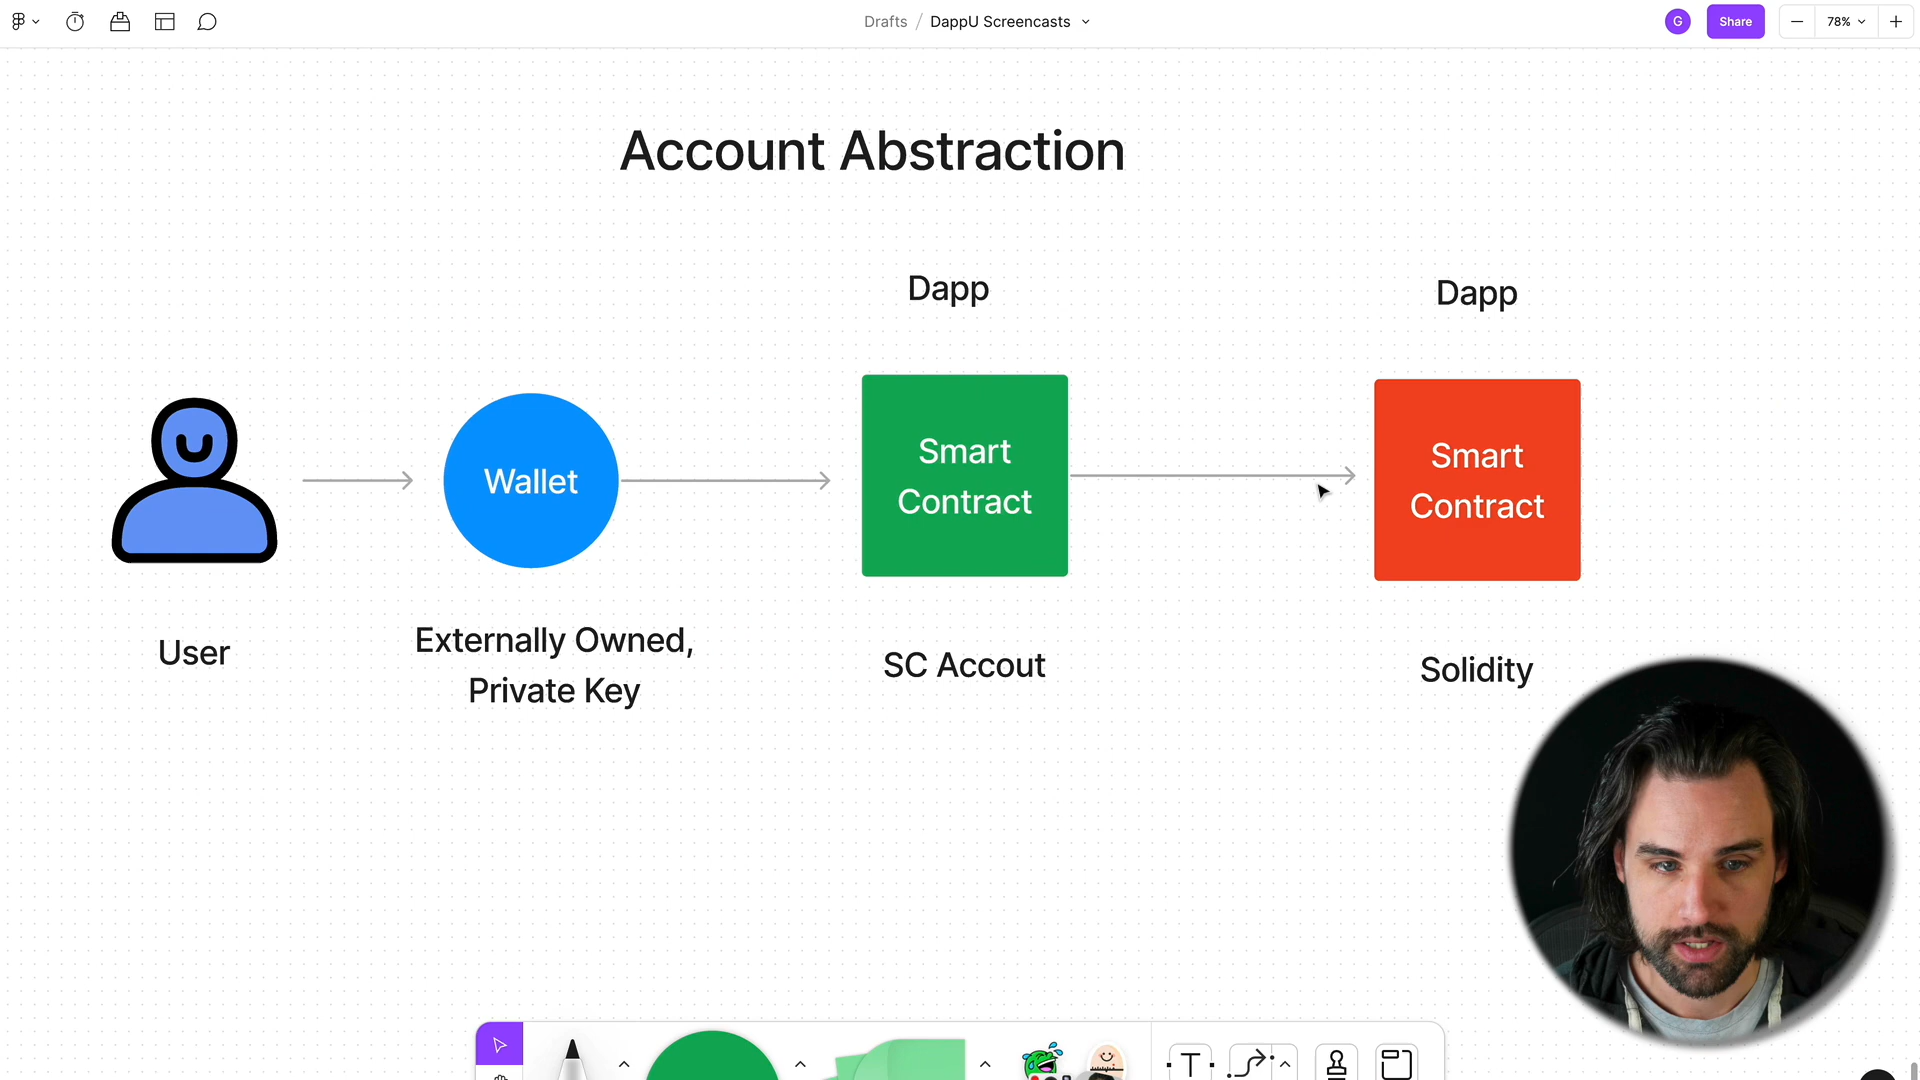 Drafts / DappU Screencasts
G
Share
78%
Account Abstraction
Dapp
Dapp
Wallet
Smart
Contract
Smart
Contract
User
Externally Owned,
Private Key
SC Accout
Solidity
T